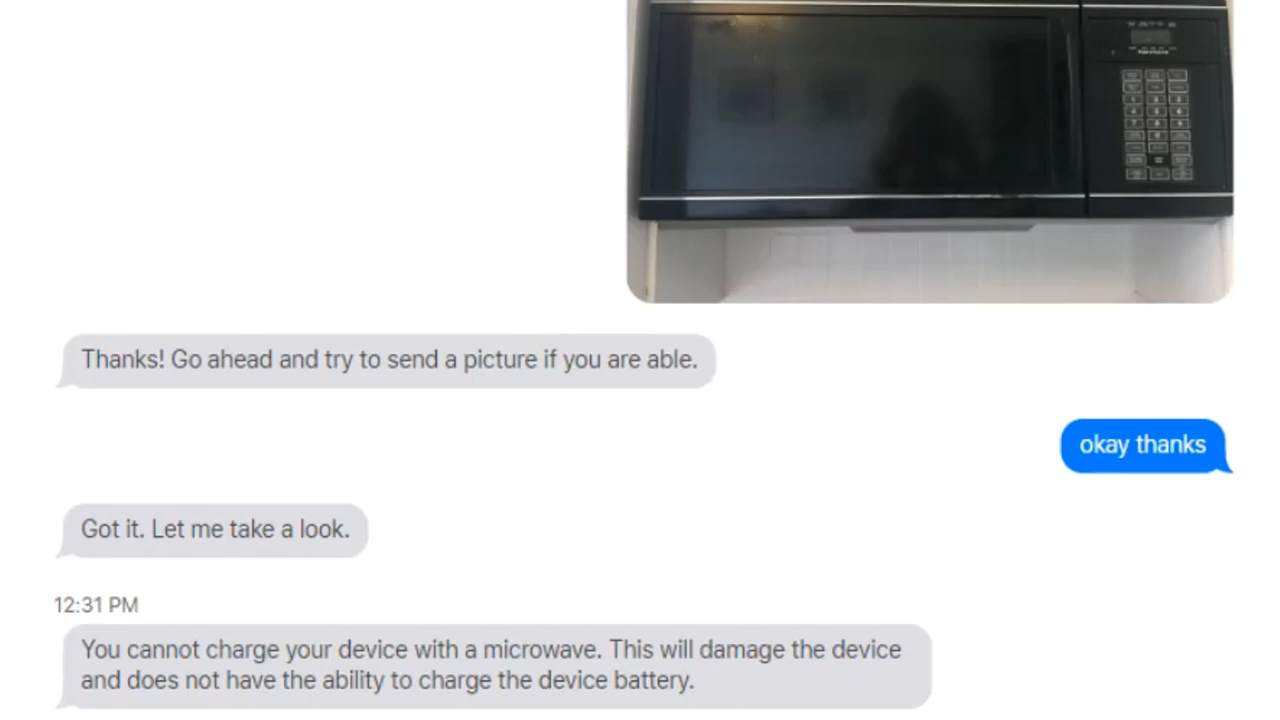 Thanks! Go ahead and try to send a picture if you are able.
okay thanks
Got it. Let me take a look.
12:31 PM
You cannot charge your device with a microwave. This will damage the device
and does not have the ability to charge the device battery.